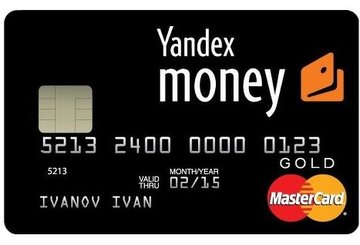 Yandex
money
5213 2400 0000 0123
GOLD
5213
MONTH/YEAR
VALID
THRU 02/15
IVANOV IVAN
MasterCard